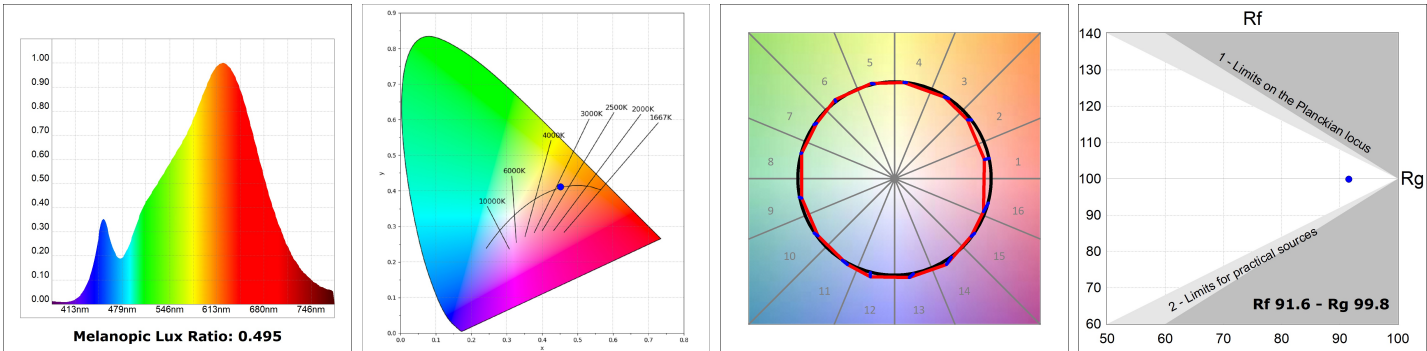 1.00
0.90
0.80
0.70
0.60
0.50
0.40
0.30
0.20
0.10
0.00
413nm 479nm 546nm 613nm 680nm 746nm
Melanopic Lux Ratio: 0.495
0.9
0.8
0.7
0.6
0.5
0.4
0.3
0.2
0.1
0.0
y
0.0 0.1 0.2 0.3 0.4 0.5 0.6 0.7 0.8
x
2500K
2000K
3000K
1667K
4000K
6000K
10000K
5 4
6 3
7 2
8 1
9 16
10 15
11 14
12 13
Rf
140
130
120
110
100
90
80
70
60
50 60 70 80 90 100
Rg
1 - Limits on the Planckian locus
2 - Limits for practical sources
Rf 91.6 - Rg 99.8